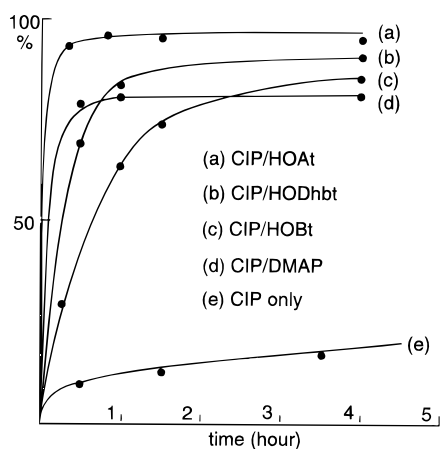 100
%
50
(a)
(b)
(c)
(d)
(a) CIP/HOAt
(b) CIP/HODhbt
(c) CIP/HOBt
(d) CIP/DMAP
(e) CIP only
(e)
1 2 3 4 5
time (hour)